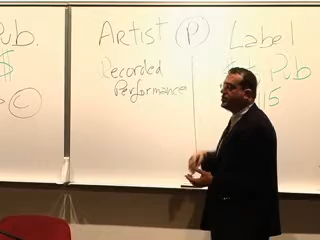 Pub.
$
©
Artist Ⓟ Label
Recorded
Performance
Pub
15